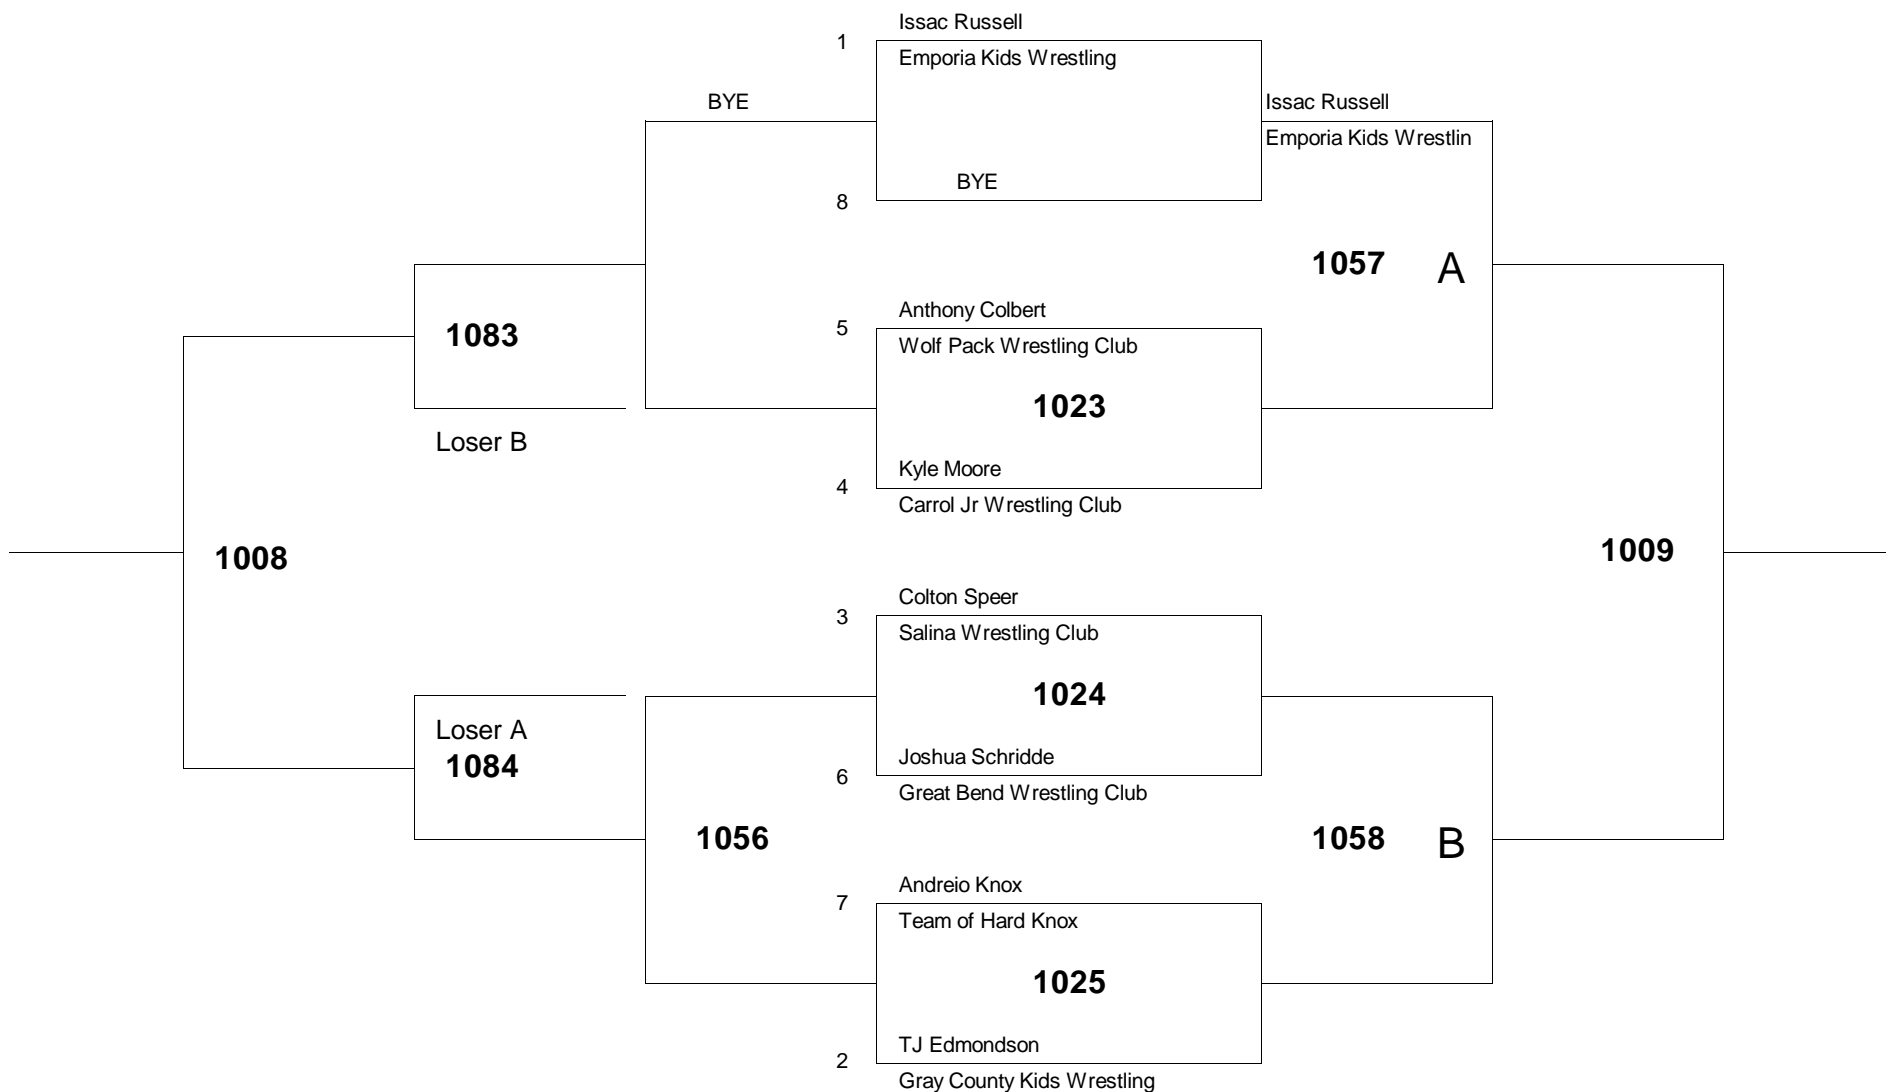 Issac Russell
1
Emporia Kids Wrestling
BYE
Issac Russell
Emporia Kids Wrestlin
BYE
8
1057 A
Anthony Colbert
5
1083
Wolf Pack Wrestling Club
1023
Loser B
Kyle Moore
4
Carrol Jr Wrestling Club
1008
1009
Colton Speer
3
Salina Wrestling Club
1024
Loser A
Joshua Schridde
1084
6
Great Bend Wrestling Club
1056
1058 B
Andreio Knox
7
Team of Hard Knox
1025
TJ Edmondson
2
Gray County Kids Wrestling